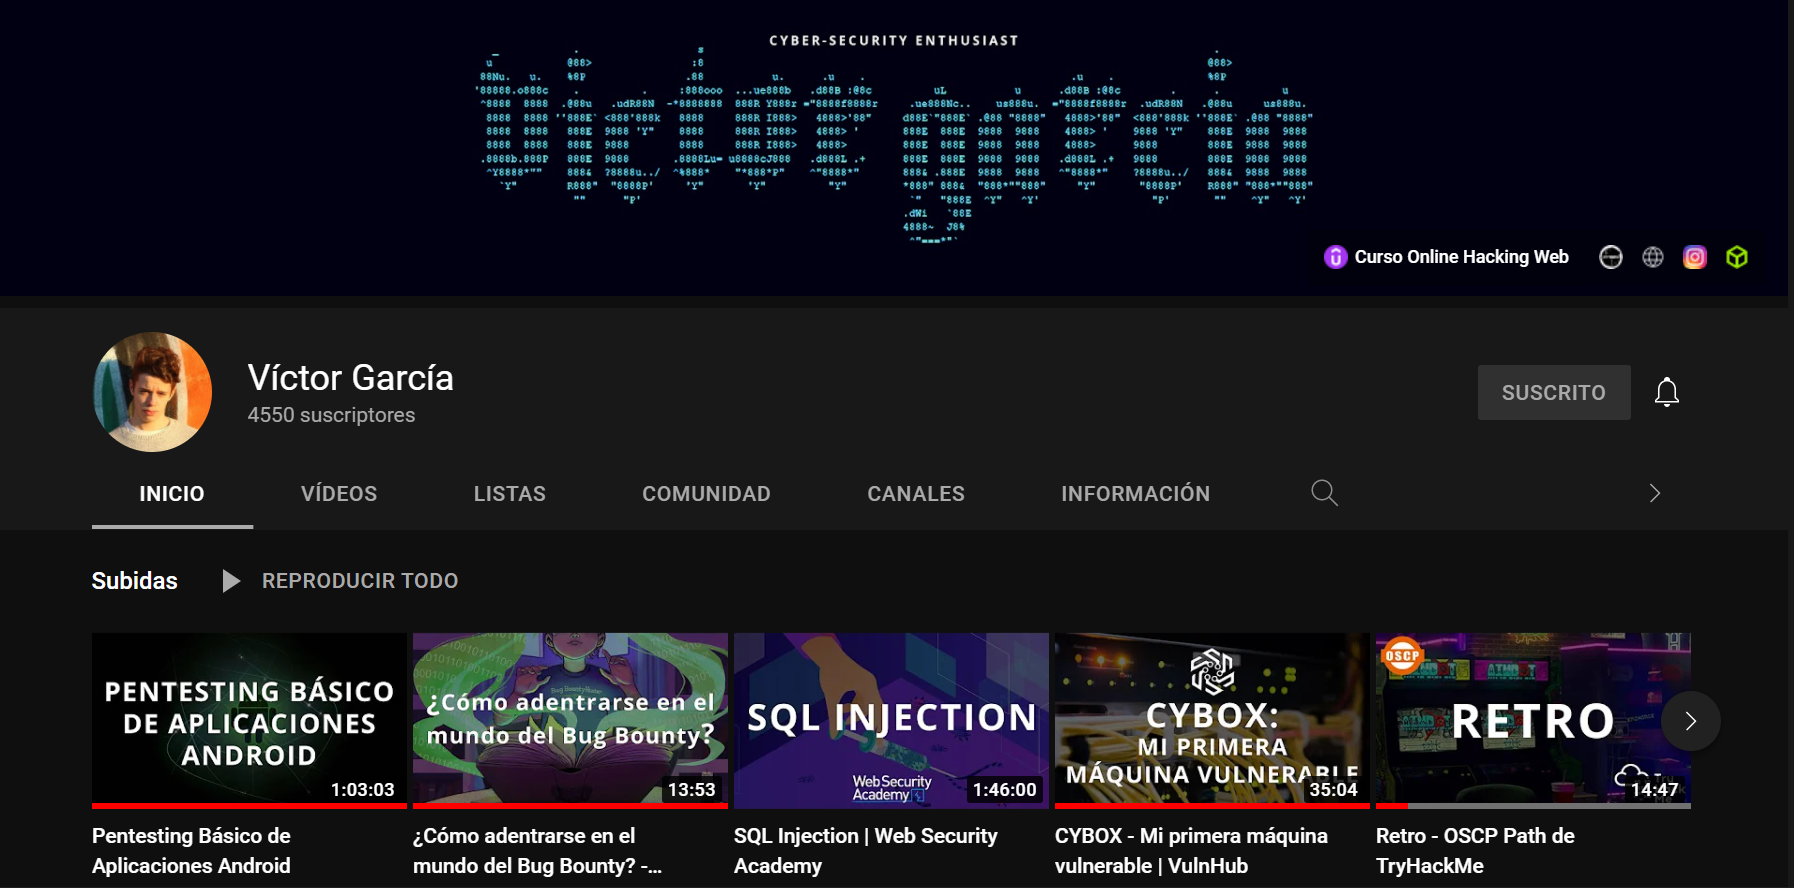 CYBER-SECURITY ENTHUSIAST
victor garcia
Curso Online Hacking Web
Víctor García
4550 suscriptores
SUSCRITO
INICIO
VÍDEOS
LISTAS
COMUNIDAD
CANALES
INFORMACIÓN
Subidas
REPRODUCIR TODO
PENTESTING BÁSICO
DE APLICACIONES
ANDROID
1:03:03
¿Cómo adentrarse en el
mundo del Bug Bounty?
13:53
SQL INJECTION
WebSecurity
Academy
1:46:00
CYBOX:
MI PRIMERA
MÁQUINA VULNERABLE
35:04
OSCP
RETRO
14:47
Pentesting Básico de
Aplicaciones Android
¿Cómo adentrarse en el
mundo del Bug Bounty? -...
SQL Injection | Web Security
Academy
CYBOX - Mi primera máquina
vulnerable | VulnHub
Retro - OSCP Path de
TryHackMe